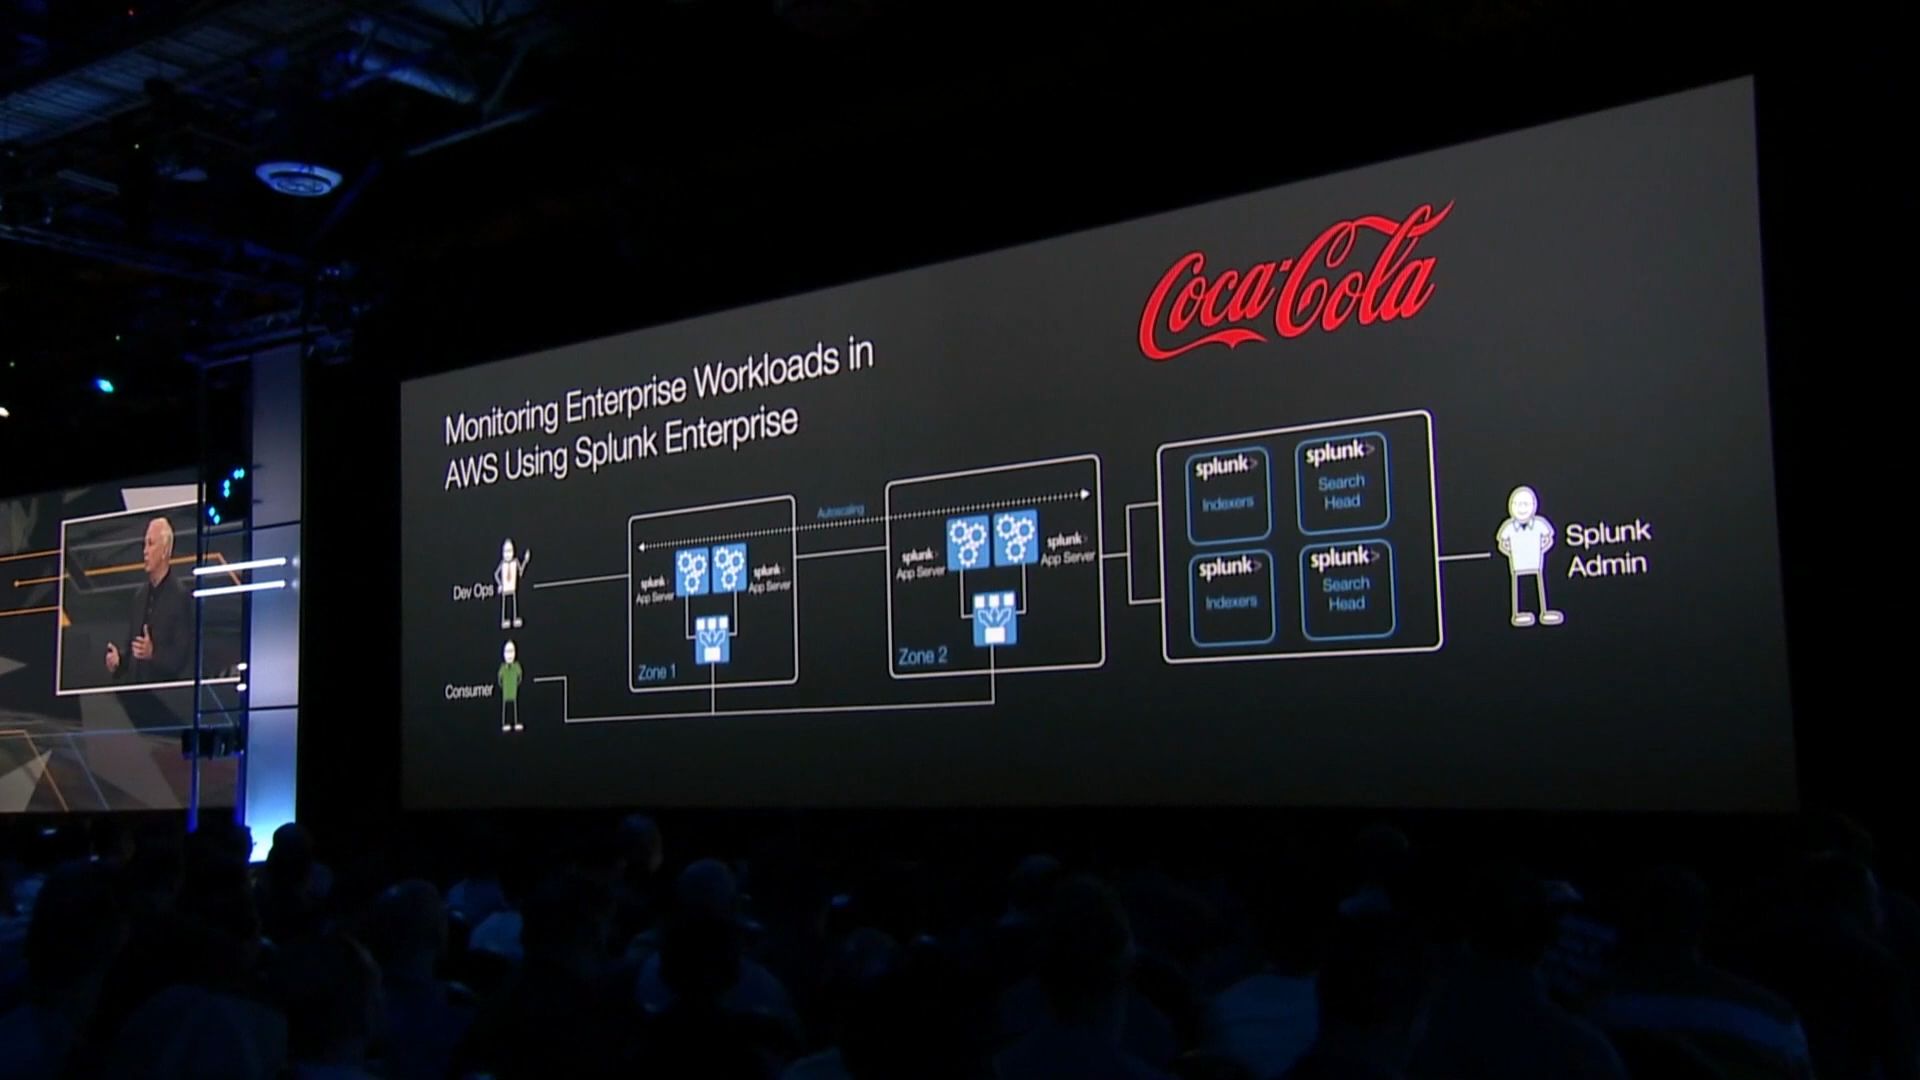 Coca-Cola
Monitoring Enterprise Workloads in
AWS Using Splunk Enterprise
Autoscaling
Dev Ops
Consumer
splunk>
App Server
splunk>
App Server
Zone 1
splunk>
App Server
splunk>
App Server
Zone 2
splunk>
Indexers
splunk>
Search
Head
splunk>
Indexers
splunk>
Search
Head
Splunk
Admin